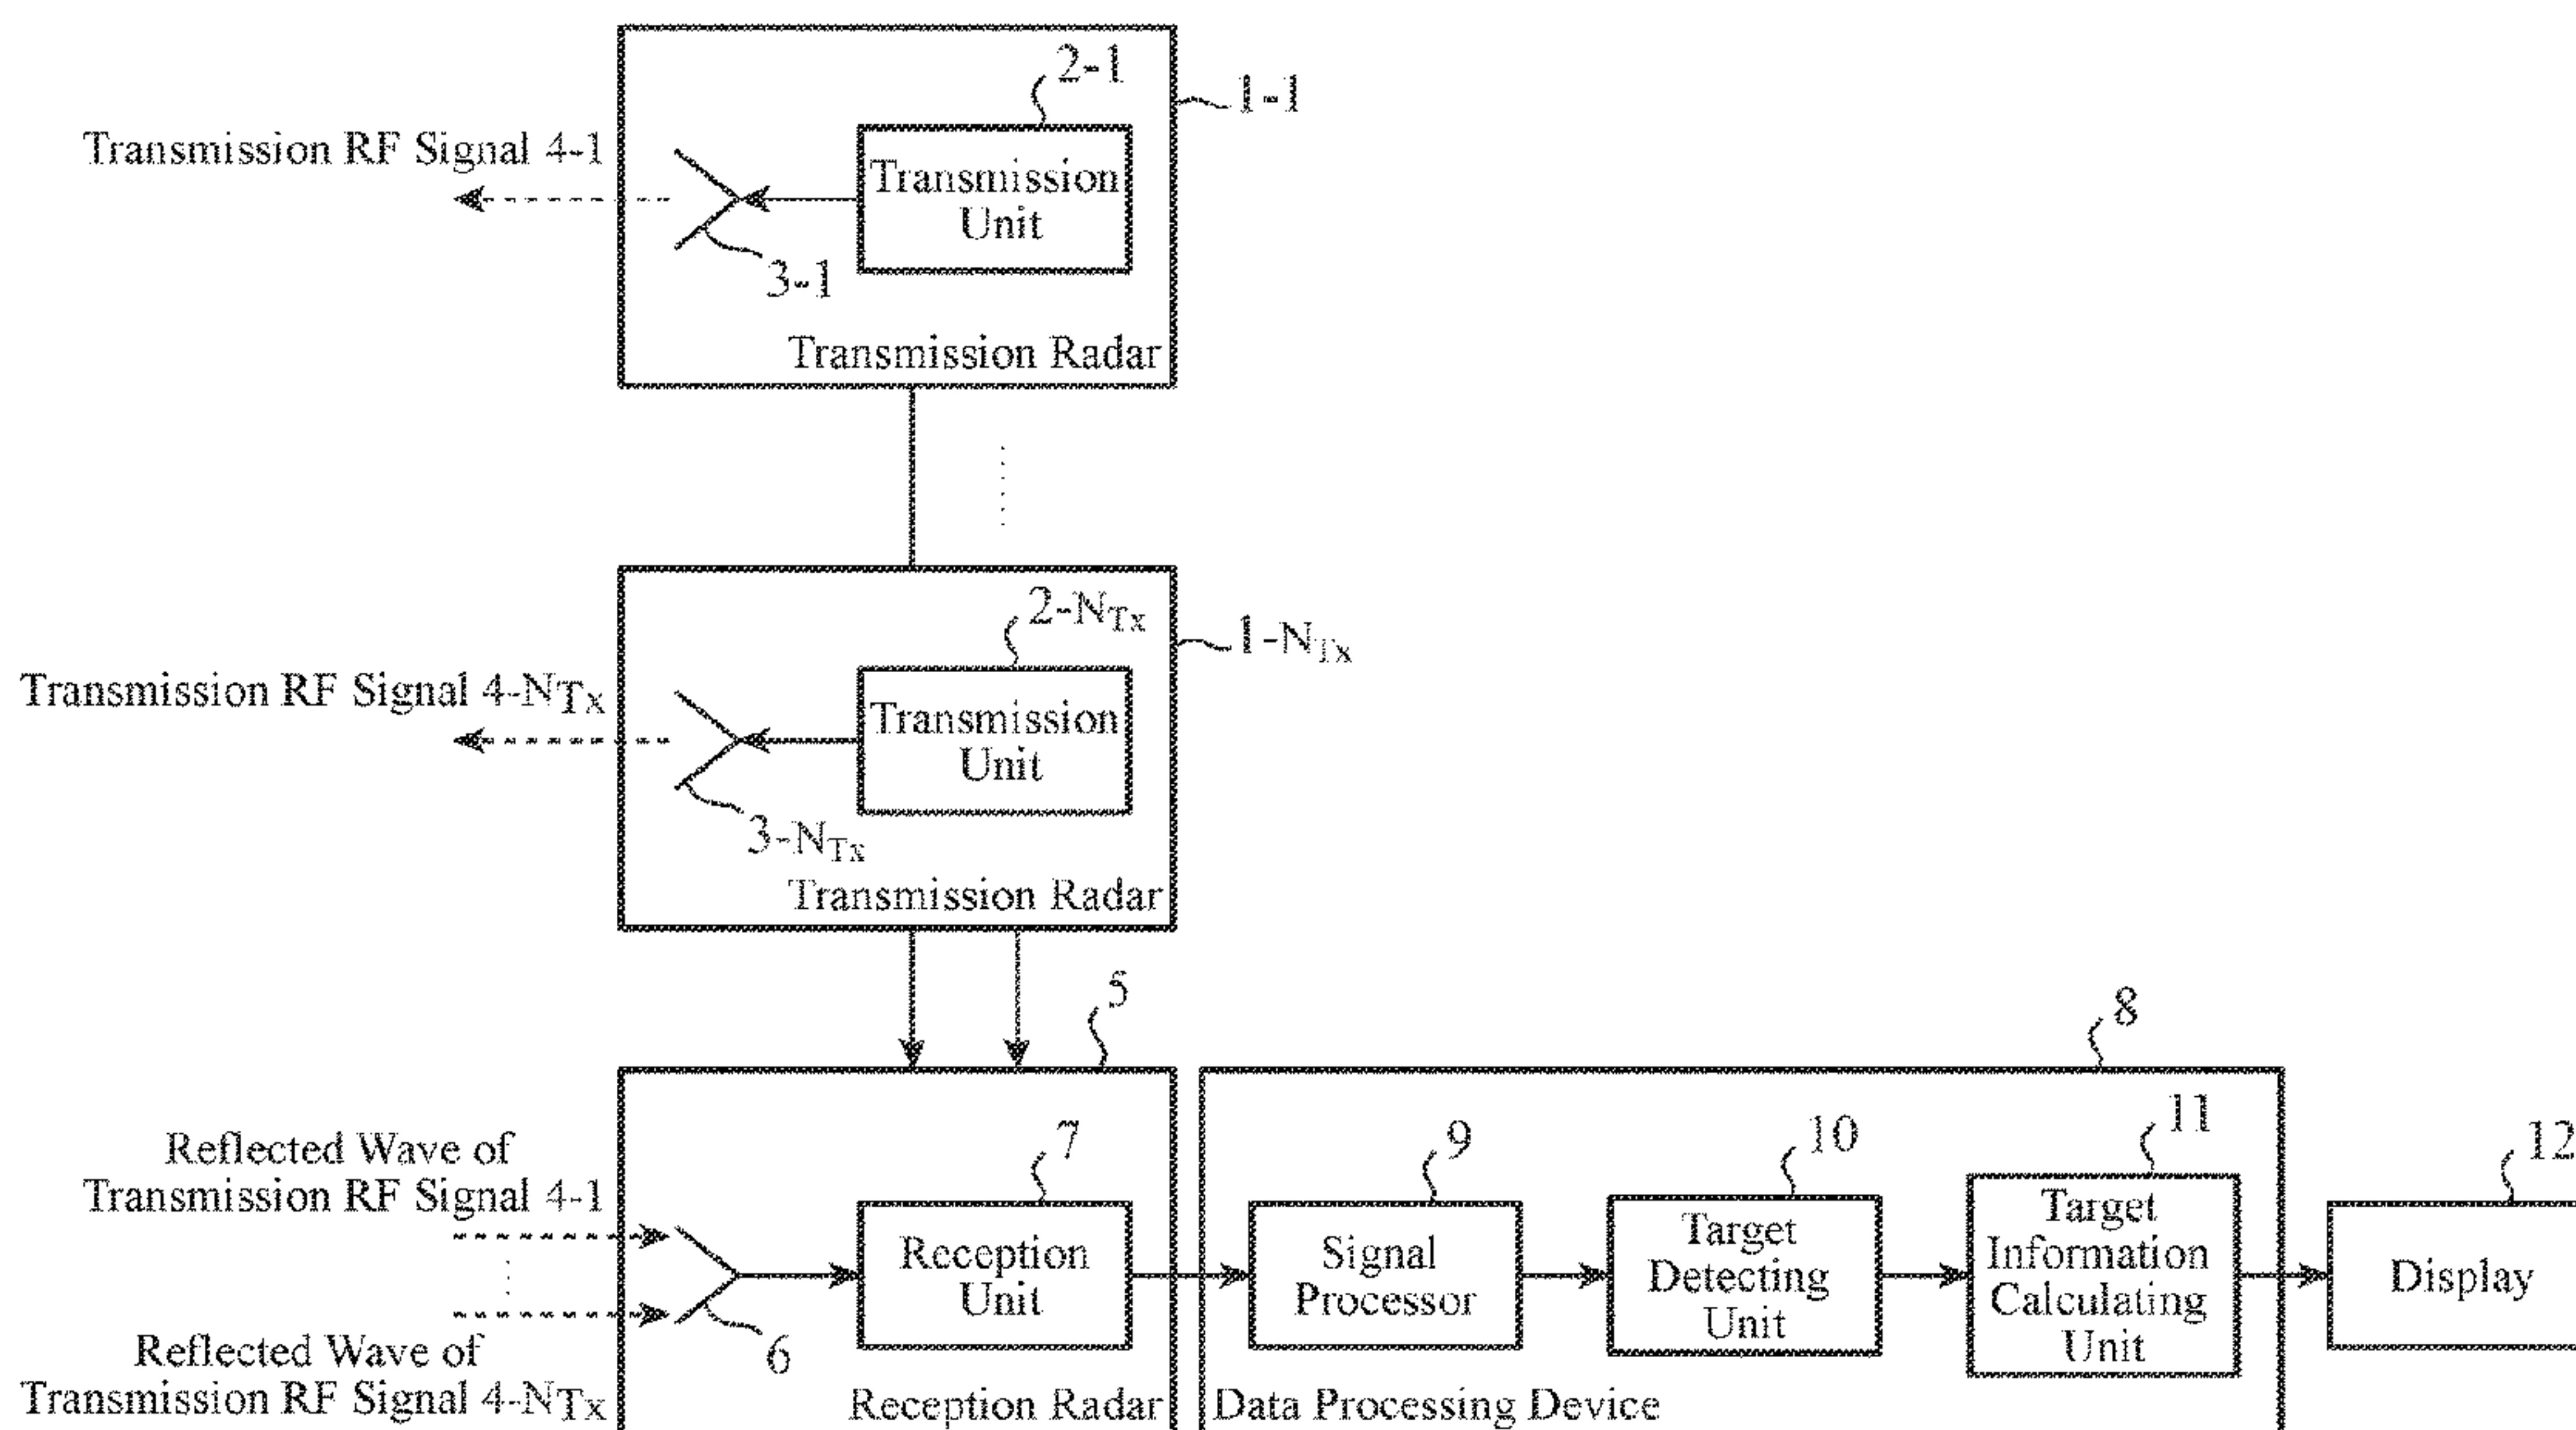 2-1
1-1
Transmission RF Signal 4-1
Transmission
Unit
3-1
Transmission Radar
2-NTx
1-NTx
Transmission RF Signal 4-NTx
Transmission
Unit
3-NTx
Transmission Radar
5
8
Reflected Wave of
Transmission RF Signal 4-1
7
9
10
11
12
Reception
Unit
Signal
Processor
Target
Detecting
Unit
Target
Information
Calculating
Unit
Display
6
Reflected Wave of
Transmission RF Signal 4-NTx
Reception Radar
Data Processing Device